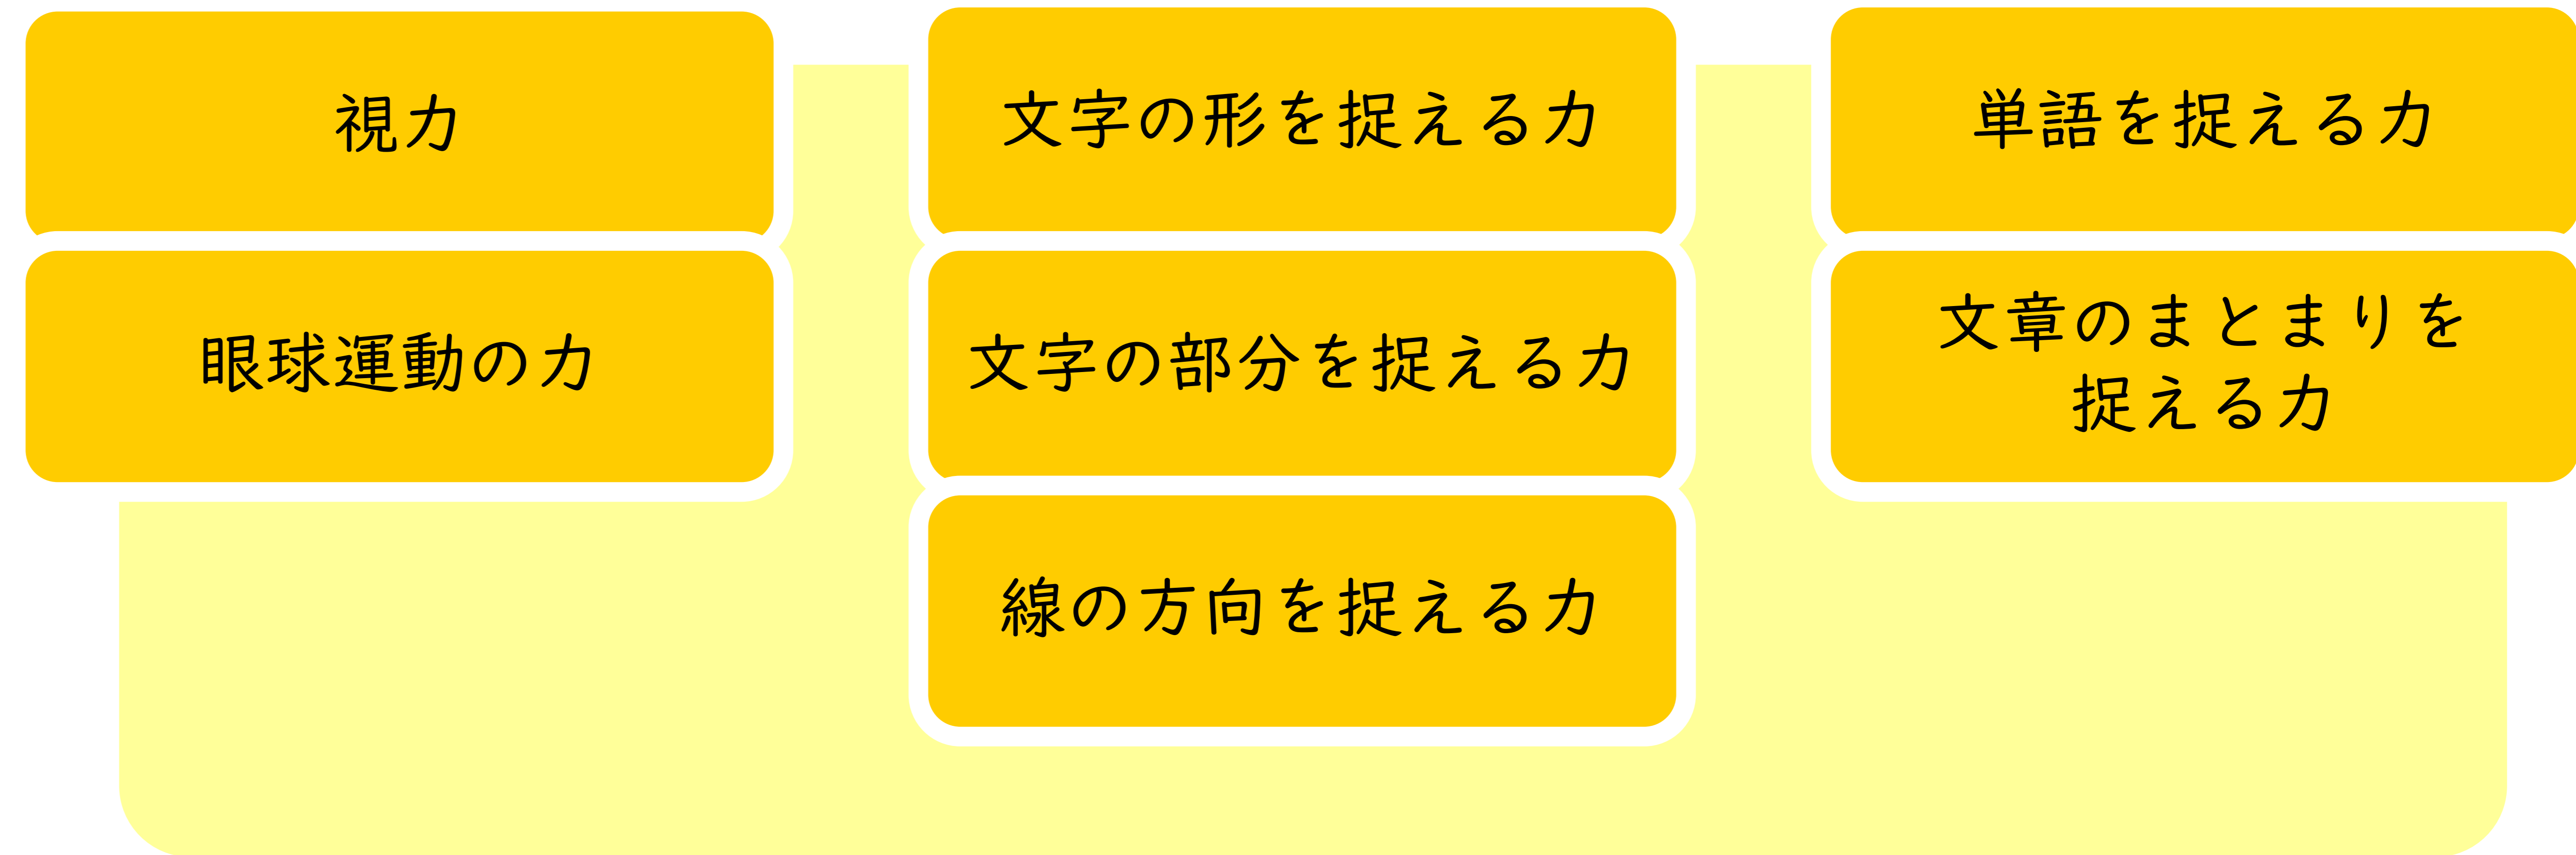 視力
眼球運動の力
文字の形を捉える力
文字の部分を捉える力
線の方向を捉える力
単語を捉える力
文章のまとまりを
捉える力